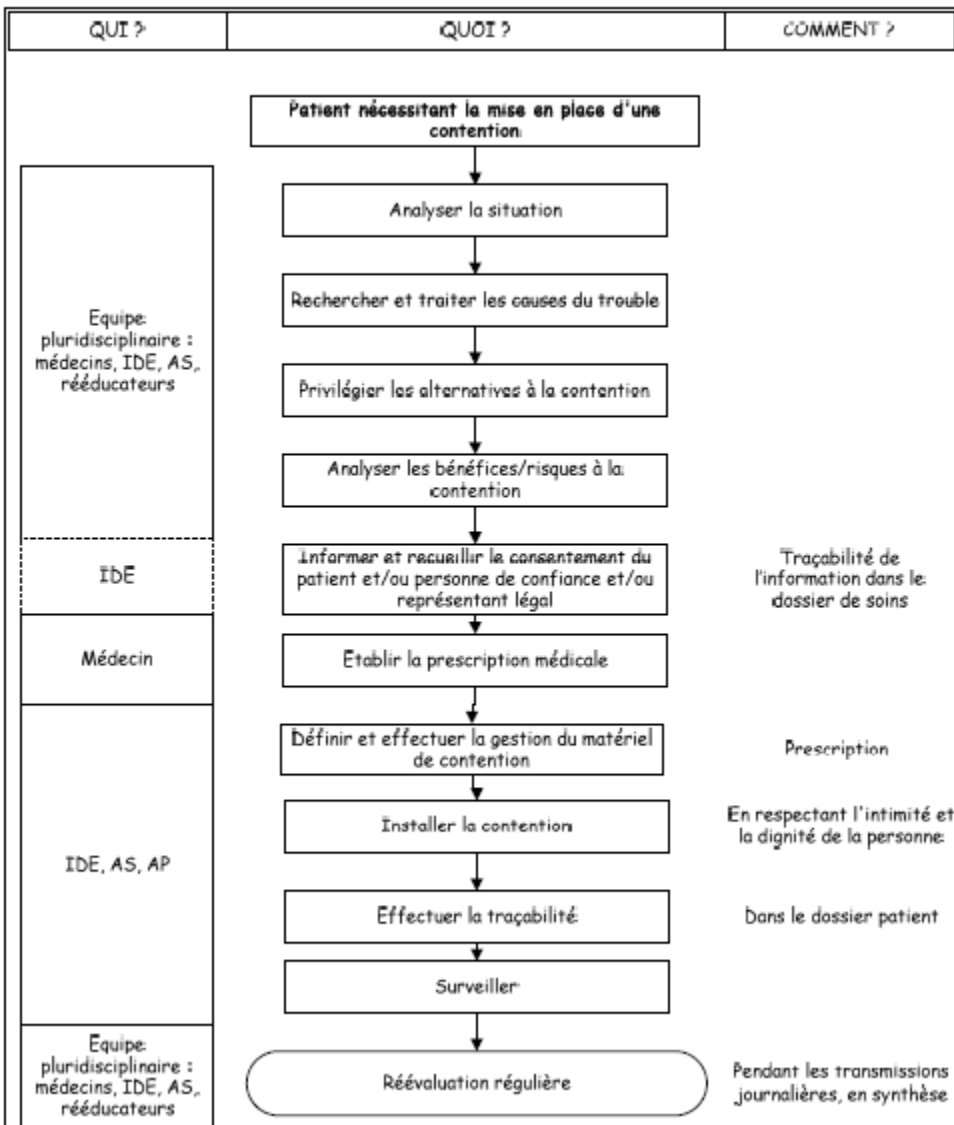 QUI ?
QUOI ?
COMMENT ?
Patient nécessitant la mise en place d'une
contention
Analyser la situation
Rechercher et traiter les causes du trouble
Equipe
pluridisciplinaire :
médecins, IDE, AS,
rééducateurs
Privilégier les alternatives à la contention
Analyser les bénéfices/risques à la
contention
IDE
Informer et recueillir le consentement du
patient et/ou personne de confiance et/ou
représentant légal
Traçabilité de
l'information dans le
dossier de soins
Médecin
Etablir la prescription médicale
Définir et effectuer la gestion du matériel
de contention
Prescription
Installer la contention
En respectant l'intimité et
la dignité de la personne
IDE, AS, AP
Effectuer la traçabilité
Dans le dossier patient
Surveiller
Equipe
pluridisciplinaire :
médecins, IDE, AS,
rééducateurs
Réévaluation régulière
Pendant les transmissions
journalières, en synthèse